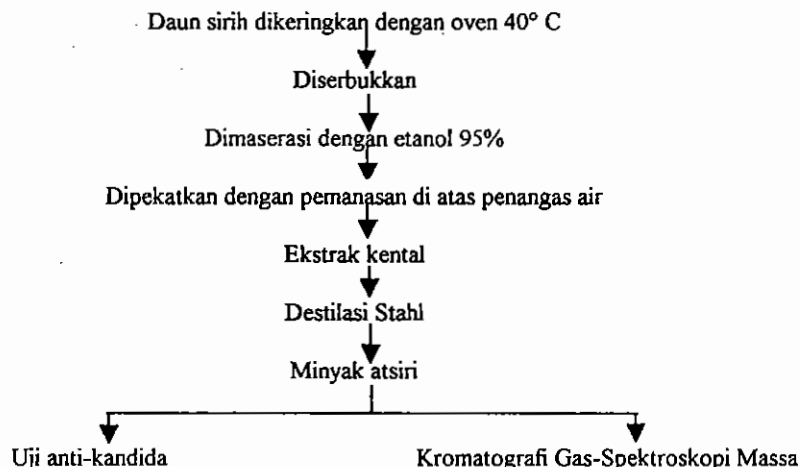 Daun sirih dikeringkan dengan oven 40° C
Diserbukkan
Dimaserasi dengan etanol 95%
Dipekatkan dengan pemanasan di atas penangas air
Ekstrak kental
Destilasi Stahl
Minyak atsiri
Uji anti-kandida
Kromatografi Gas-Spektroskopi Massa